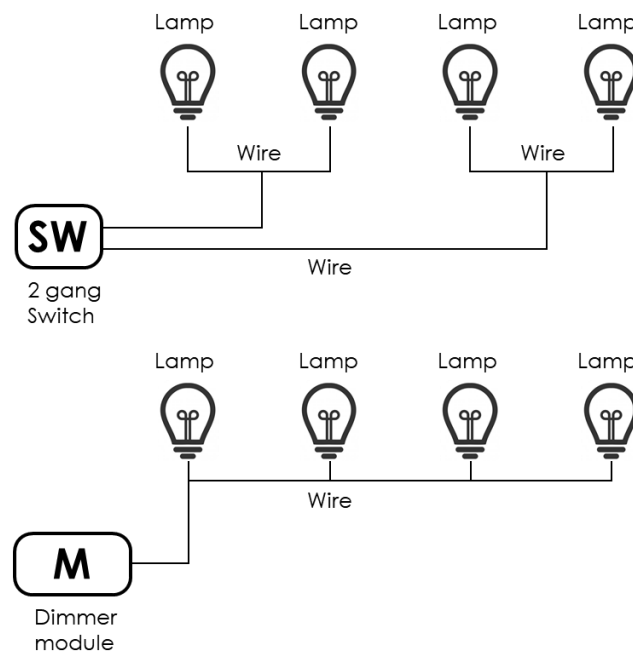 Lamp Lamp Lamp Lamp
Wire Wire
SW
Wire
2 gang
Switch
Lamp Lamp Lamp Lamp
Wire
M
Dimmer
module